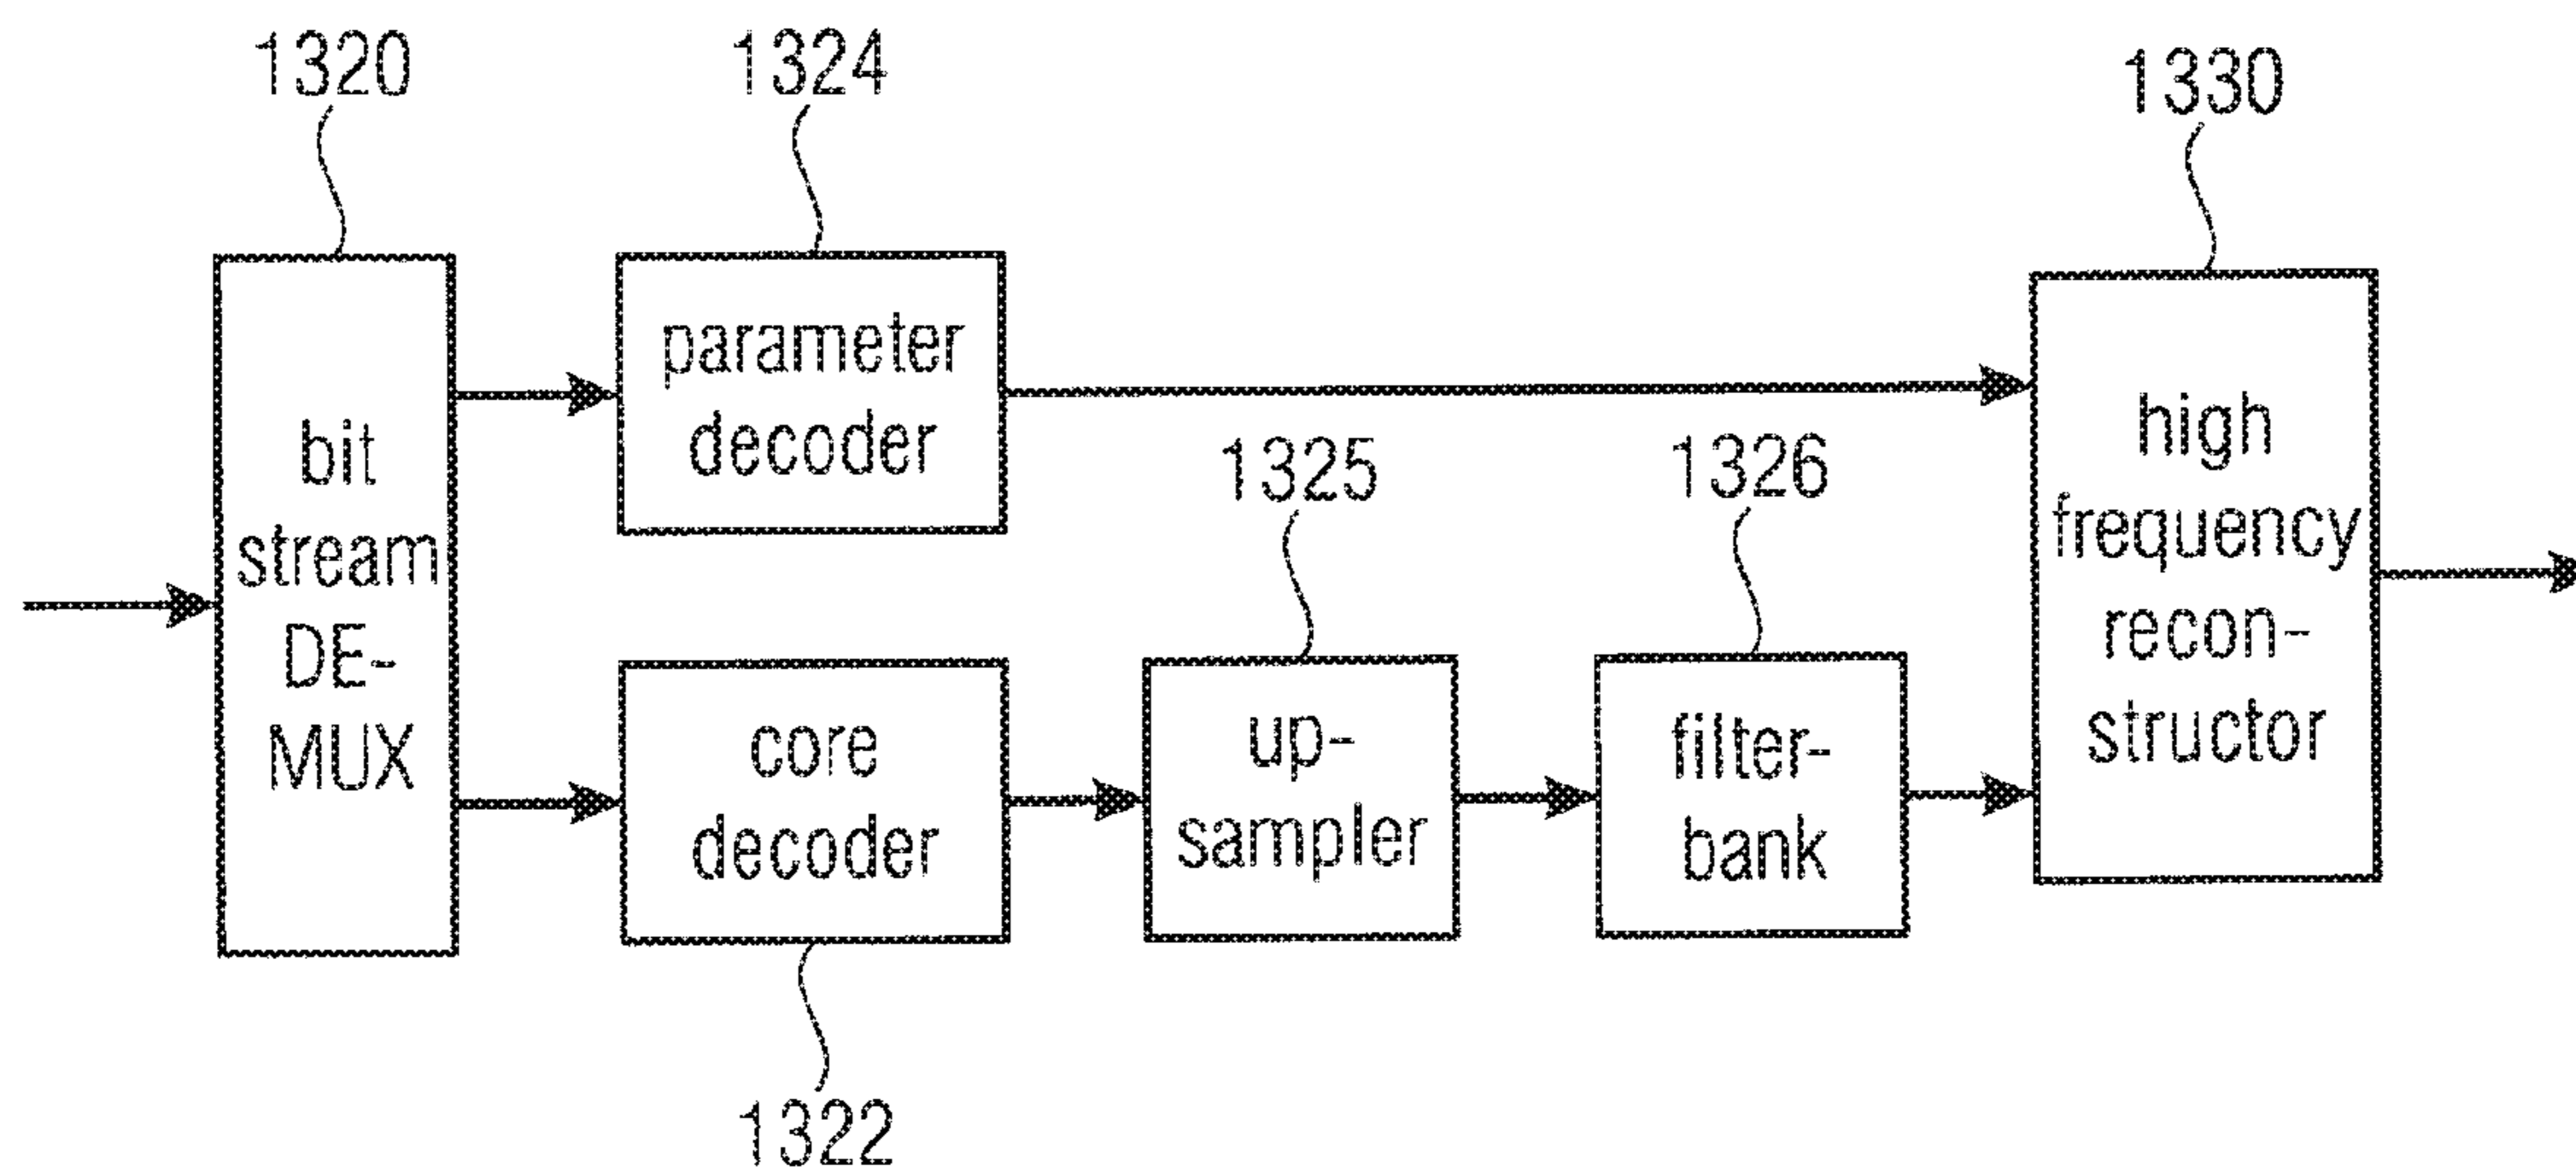 1320
1324
1330
bit
stream
DE-
MUX
parameter
decoder
1325
1326
high
frequency
recon-
structor
core
decoder
up-
sampler
filter-
bank
1322